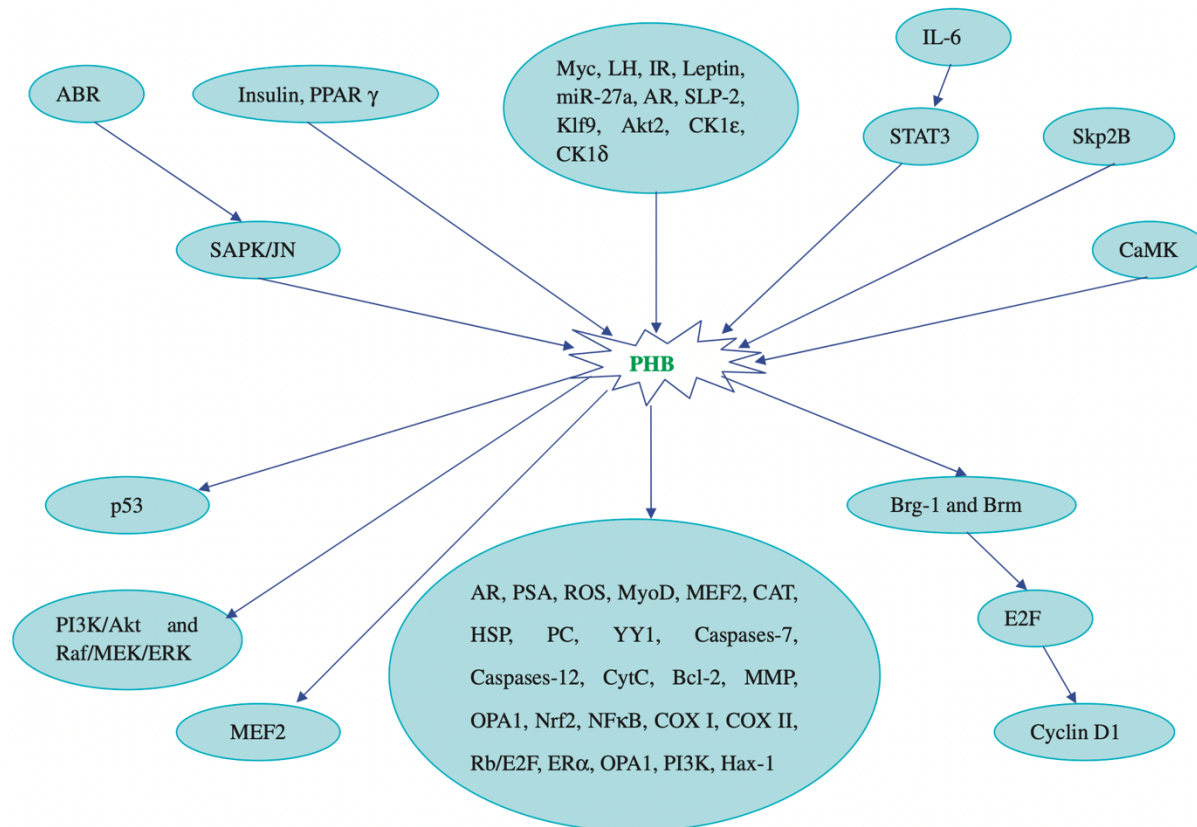 IL-6
ABR
Insulin, PPAR γ
Myc, LH, IR, Leptin,
miR-27a, AR, SLP-2,
Klf9, Akt2, CK1ε,
CK1δ
STAT3
Skp2B
SAPK/JN
CaMK
PHB
p53
Brg-1 and Brm
PI3K/Akt and
Raf/MEK/ERK
MEF2
AR, PSA, ROS, MyoD, MEF2, CAT,
HSP, PC, YY1, Caspases-7,
Caspases-12, CytC, Bcl-2, MMP,
OPA1, Nrf2, NFκB, COX I, COX II,
Rb/E2F, ERα, OPA1, PI3K, Hax-1
E2F
Cyclin D1